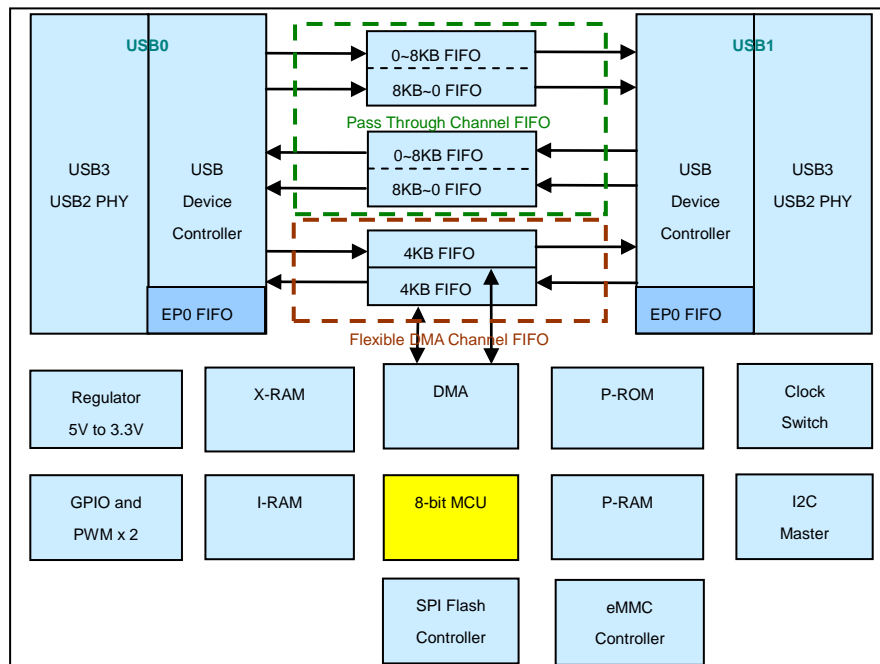 USB0
USB1
0~8KB FIFO
8KB~0 FIFO
Pass Through Channel FIFO
0~8KB FIFO
8KB~0 FIFO
USB3
USB2 PHY
USB
Device
Controller
USB
Device
Controller
USB3
USB2 PHY
4KB FIFO
4KB FIFO
EP0 FIFO
EP0 FIFO
Flexible DMA Channel FIFO
Regulator
5V to 3.3V
X-RAM
DMA
P-ROM
Clock
Switch
GPIO and
PWM x 2
I-RAM
8-bit MCU
P-RAM
I2C
Master
SPI Flash
Controller
eMMC
Controller